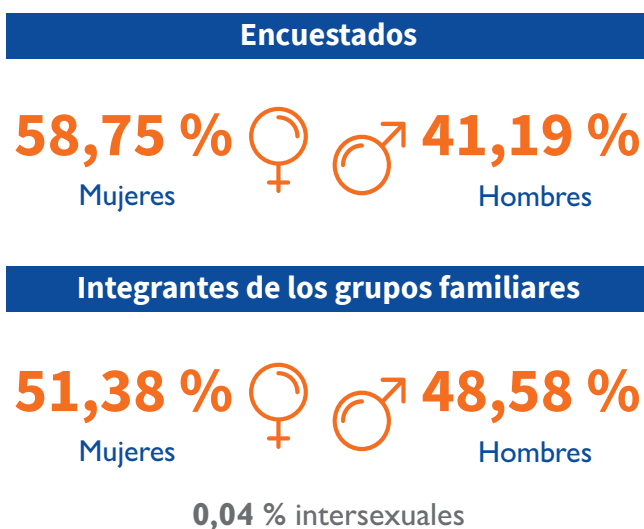 Encuestados
58,75 % 41,19 %
Mujeres Hombres
Integrantes de los grupos familiares
51,38 % 48,58 %
Mujeres Hombres
0,04 % intersexuales